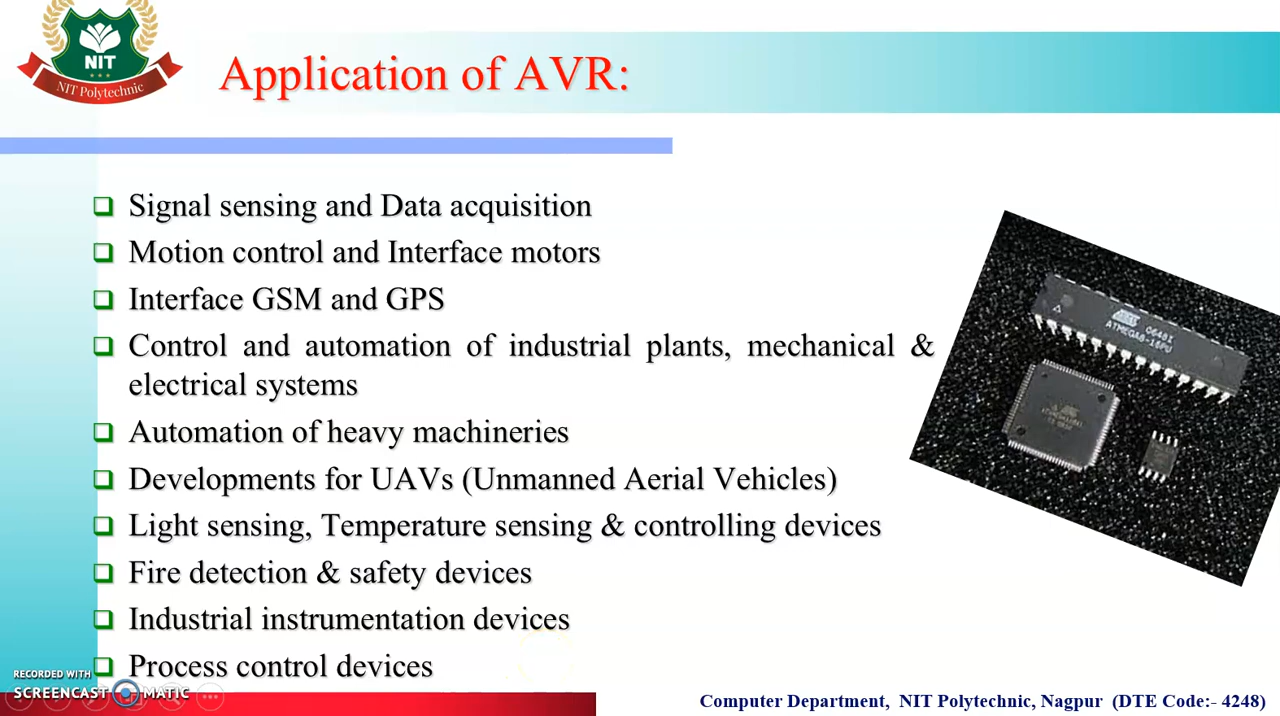 NIT
NIT Polytechnic
Application of AVR:
Signal sensing and Data acquisition
Motion control and Interface motors
Interface GSM and GPS
Control and automation of industrial plants, mechanical &
electrical systems
Automation of heavy machineries
Developments for UAVs (Unmanned Aerial Vehicles)
Light sensing, Temperature sensing & controlling devices
Fire detection & safety devices
Industrial instrumentation devices
Process control devices
ATMEGA8-16PU
RECORDED WITH
SCREENCAST MATIC
Computer Department, NIT Polytechnic, Nagpur (DTE Code:- 4248)